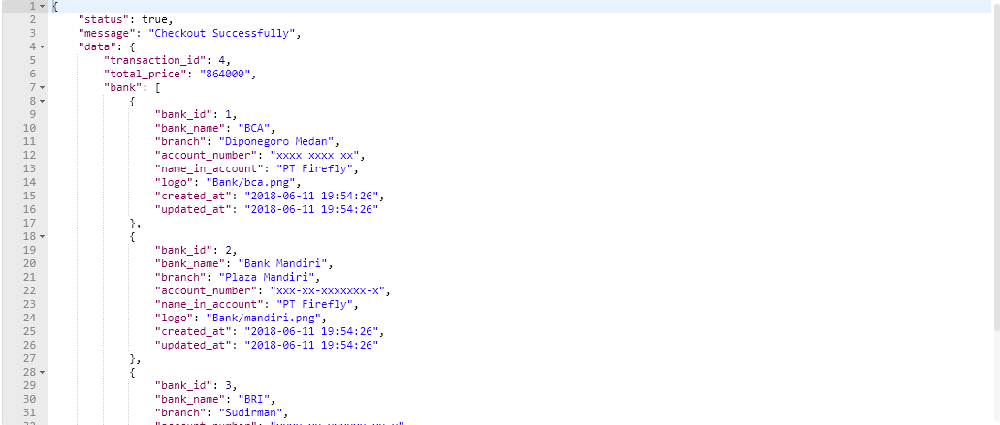 1 {
2 "status": true,
3 "message": "Checkout Successfully",
4 "data": {
5 "transaction_id": 4,
6 "total_price": "864000",
7 "bank": [
8 {
9 "bank_id": 1,
10 "bank_name": "BCA",
11 "branch": "Diponegoro Medan",
12 "account_number": "xxxx xxxx xx",
13 "name_in_account": "PT Firefly",
14 "logo": "Bank/bca.png",
15 "created_at": "2018-06-11 19:54:26",
16 "updated_at": "2018-06-11 19:54:26"
17 },
18 {
19 "bank_id": 2,
20 "bank_name": "Bank Mandiri",
21 "branch": "Plaza Mandiri",
22 "account_number": "xxx-xx-xxxxxxx-x",
23 "name_in_account": "PT Firefly",
24 "logo": "Bank/mandiri.png",
25 "created_at": "2018-06-11 19:54:26",
26 "updated_at": "2018-06-11 19:54:26"
27 },
28 {
29 "bank_id": 3,
30 "bank_name": "BRI",
31 "branch": "Sudirman",